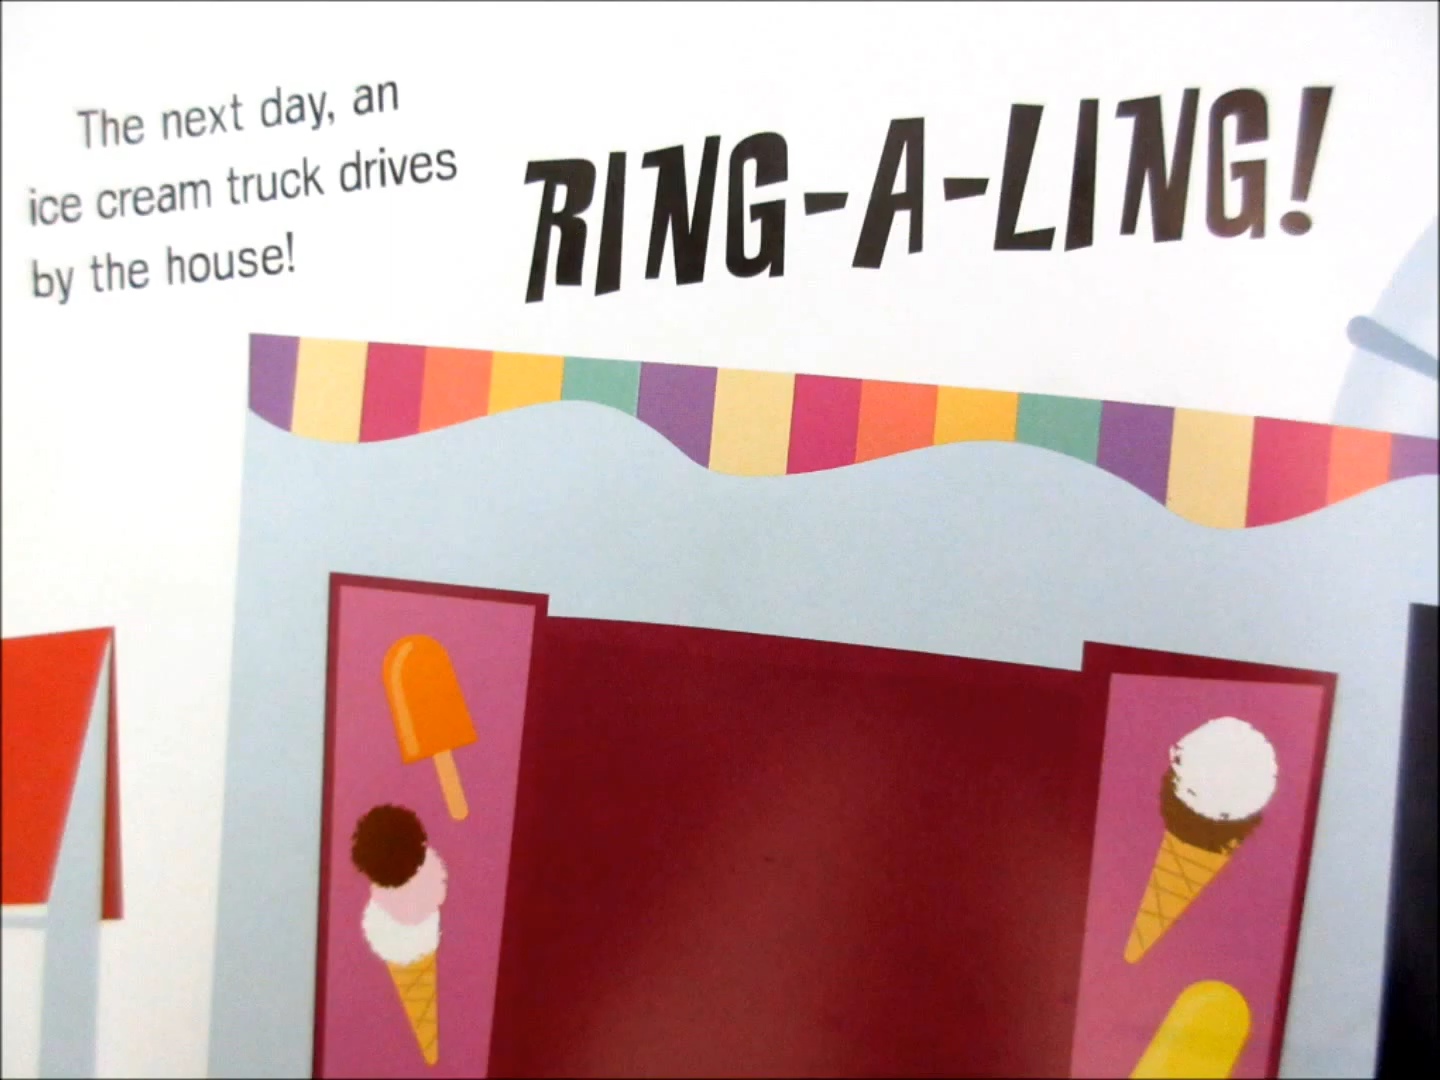 The next day, an
ice cream truck drives
by the house!
RING-A-LING!